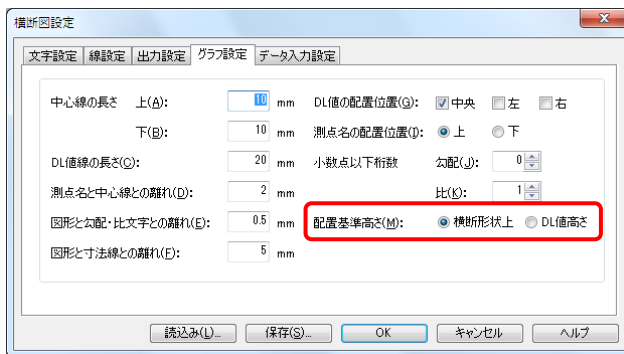 横断図設定
文字設定 線設定 出力設定 グラフ設定 データ入力設定
中心線の長さ 上(A): 10 mm DL値の配置位置(G): 中央 左 右
下(B): 10 mm 測点名の配置位置(I): 上 下
DL値線の長さ(C): 20 mm 小数点以下桁数 勾配(J): 0
測点名と中心線との離れ(D): 2 mm 比(K): 1
図形と勾配・比文字との離れ(E): 0.5 mm 配置基準高さ(M): 横断形状上 DL値高さ
図形と寸法線との離れ(F): 5 mm
読込み(L)... 保存(S)... OK キャンセル ヘルプ